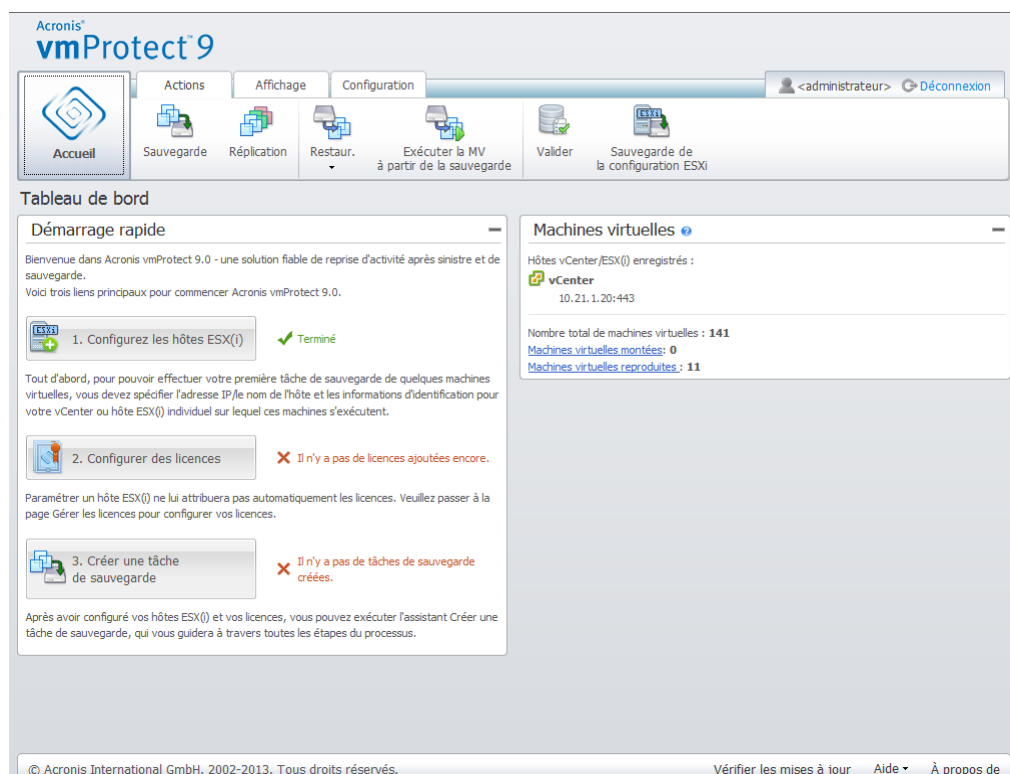 Acronis®
vmProtect™ 9
Actions
Affichage
Configuration
<administrateur>
Déconnexion
Accueil
Sauvegarde
Réplication
Restaur.
Exécuter la MV
à partir de la sauvegarde
Valider
Sauvegarde de
la configuration ESXi
Tableau de bord
Démarrage rapide
Bienvenue dans Acronis vmProtect 9.0 - une solution fiable de reprise d'activité après sinistre et de
sauvegarde.
Voici trois liens principaux pour commencer Acronis vmProtect 9.0.
ESXi
1. Configurez les hôtes ESX(i)
Terminé
Tout d'abord, pour pouvoir effectuer votre première tâche de sauvegarde de quelques machines
virtuelles, vous devez spécifier l'adresse IP/le nom de l'hôte et les informations d'identification pour
votre vCenter ou hôte ESX(i) individuel sur lequel ces machines s'exécutent.
2. Configurer des licences
Il n'y a pas de licences ajoutées encore.
Paramétrer un hôte ESX(i) ne lui attribuera pas automatiquement les licences. Veuillez passer à la
page Gérer les licences pour configurer vos licences.
3. Créer une tâche
de sauvegarde
Il n'y a pas de tâches de sauvegarde
créées.
Après avoir configuré vos hôtes ESX(i) et vos licences, vous pouvez exécuter l'assistant Créer une
tâche de sauvegarde, qui vous guidera à travers toutes les étapes du processus.
Machines virtuelles
Hôtes vCenter/ESX(i) enregistrés :
vCenter
10.21.1.20:443
Nombre total de machines virtuelles : 141
Machines virtuelles montées: 0
Machines virtuelles reproduites : 11
© Acronis International GmbH, 2002-2013. Tous droits réservés.
Vérifier les mises à jour
Aide
À propos de